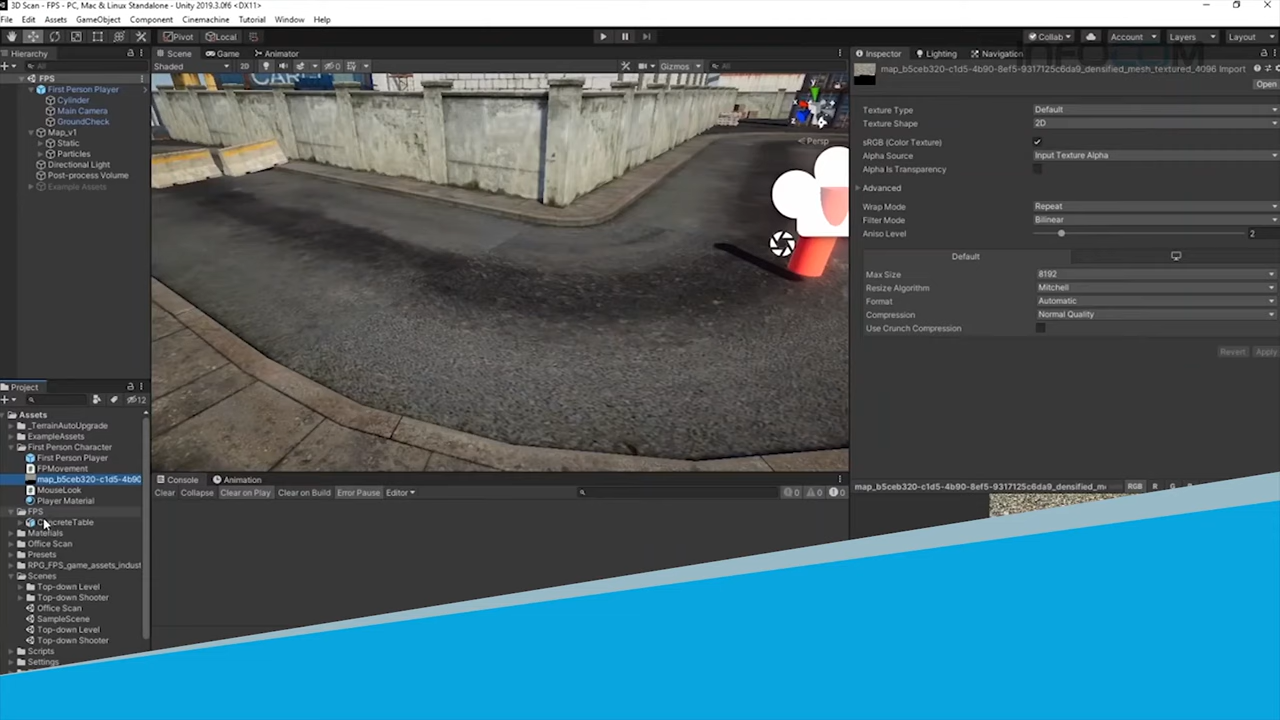 3D Scan - FPS - PC, Mac & Linux Standalone - Unity 2019.3.0f6 <DX11>
File Edit Assets GameObject Component Cinemachine Tutorial Window Help
Pivot Local Collab Account Layers Layout
INFOCOM
Hierarchy Scene Game Animator Inspector Lighting Navigation
All Shaded 2D 0 Gizmos All
map_b5ceb320-c1d5-4b90-8ef5-9317125c6da9_densified_mesh_textured_4096 Import
Open
FPS
First Person Player
Cylinder
Main Camera
GroundCheck
Map_v1
Static
Particles
Directional Light
Post-process Volume
Example Assets
y
x
Persp
CARLE
Texture Type Default
Texture Shape 2D
sRGB (Color Texture)
Alpha Source Input Texture Alpha
Alpha Is Transparency
Advanced
Wrap Mode Repeat
Filter Mode Bilinear
Aniso Level 2
Default
Max Size 8192
Resize Algorithm Mitchell
Format Automatic
Compression Normal Quality
Use Crunch Compression
Revert Apply
Project
12
Assets
_TerrainAutoUpgrade
ExampleAssets
First Person Character
First Person Player
FPMovement
map_b5ceb320-c1d5-4b90
MouseLook
Player Material
FPS
ConcreteTable
Materials
Office Scan
Presets
RPG_FPS_game_assets_indust
Scenes
Top-down Level
Top-down Shooter
Office Scan
SampleScene
Top-down Level
Top-down Shooter
Scripts
Settings
Console Animation
Clear Collapse Clear on Play Clear on Build Error Pause Editor 0 0 0
map_b5ceb320-c1d5-4b90-8ef5-9317125c6da9_densified_m RGB R